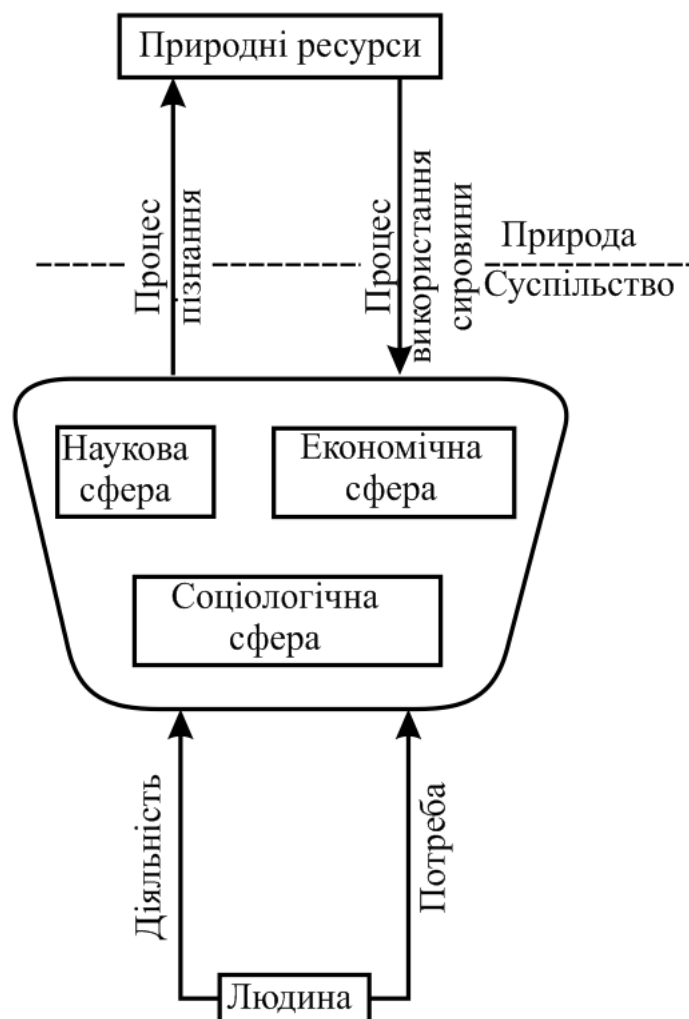 Природні ресурси
Процес
пізнання
Процес
використання
сировини
Природа
Суспільство
Наукова
сфера
Економічна
сфера
Соціологічна
сфера
Діяльність
Потреба
Людина